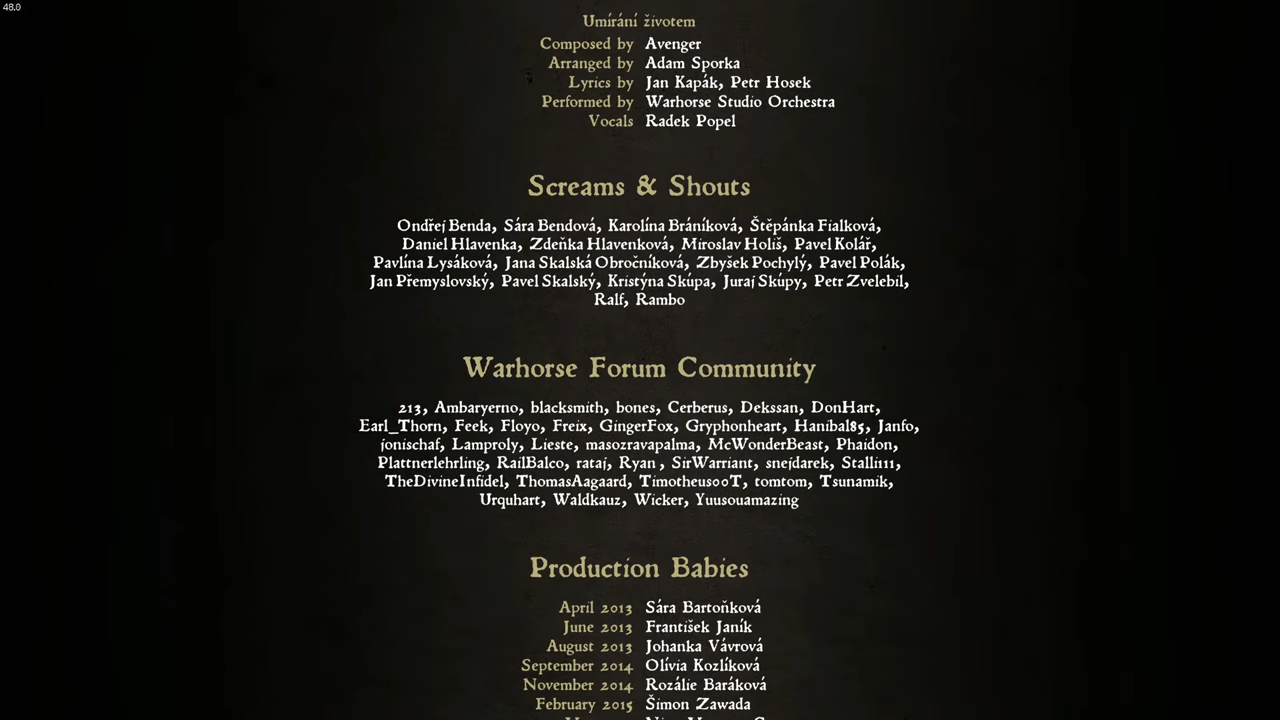 48.0
Umírání životem
Composed by Avenger
Arranged by Adam Sporka
Lyrics by Jan Kapák, Petr Hosek
Performed by Warhorse Studio Orchestra
Vocals Radek Popel
Screams & Shouts
Ondřej Benda, Sára Bendová, Karolína Bráníková, Štěpánka Fialková,
Daniel Hlavenka, Zdeňka Hlavenková, Miroslav Holiš, Pavel Kolář,
Pavlína Lysáková, Jana Skalská Obročníková, Zbyšek Pochylý, Pavel Polák,
Jan Přemyslovský, Pavel Skalský, Kristýna Skúpa, Juraj Skúpy, Petr Zvelebil,
Ralf, Rambo
Warhorse Forum Community
213, Ambaryerno, blacksmith, bones, Cerberus, Dekssan, DonHart,
Earl_Thorn, Feek, Floyo, Freix, GingerFox, Gryphonheart, Hanibal85, Janfo,
jonischaf, Lamproly, Lieste, masozravapalma, McWonderBeast, Phaidon,
Plattnerlehrling, RailBalco, rataj, Ryan , SirWarriant, snejdarek, Stalli111,
TheDivineInfidel, ThomasAagaard, Timotheus00T, tomtom, Tsunamik,
Urquhart, Waldkauz, Wicker, Yuusouamazing
Production Babies
April 2013 Sára Bartoňková
June 2013 František Janík
August 2013 Johanka Vávrová
September 2014 Olívia Kozlíková
November 2014 Rozálie Baráková
February 2015 Šimon Zawada